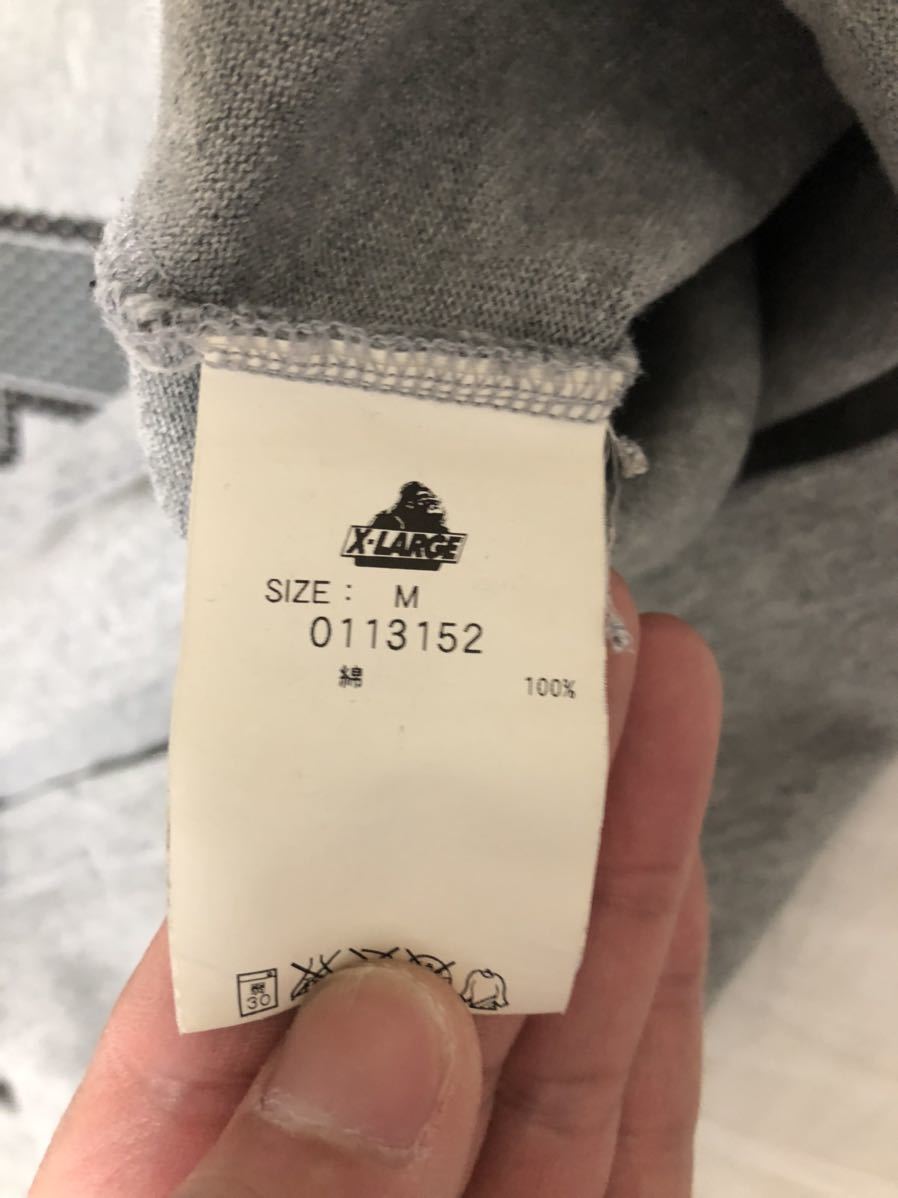 X-LARGE
SIZE : M
0113152
綿 100%
30